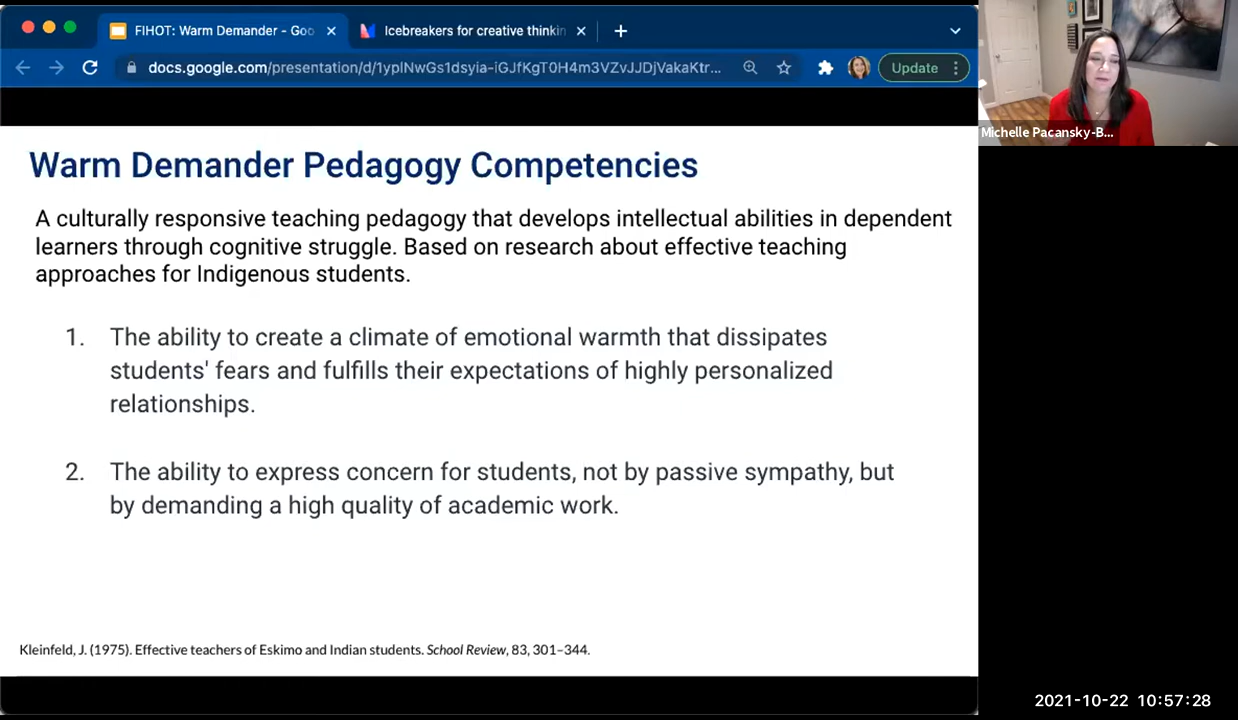 FIHOT: Warm Demander - Goo
Icebreakers for creative thinkin
docs.google.com/presentation/d/1yplNwGs1dsyia-iGJfKgT0H4m3VZvJJDjVakaKtr...
Update
Michelle Pacansky-B...
Warm Demander Pedagogy Competencies
A culturally responsive teaching pedagogy that develops intellectual abilities in dependent
learners through cognitive struggle. Based on research about effective teaching
approaches for Indigenous students.
1. The ability to create a climate of emotional warmth that dissipates
students' fears and fulfills their expectations of highly personalized
relationships.
2. The ability to express concern for students, not by passive sympathy, but
by demanding a high quality of academic work.
Kleinfeld, J. (1975). Effective teachers of Eskimo and Indian students. School Review, 83, 301–344.
2021-10-22 10:57:28